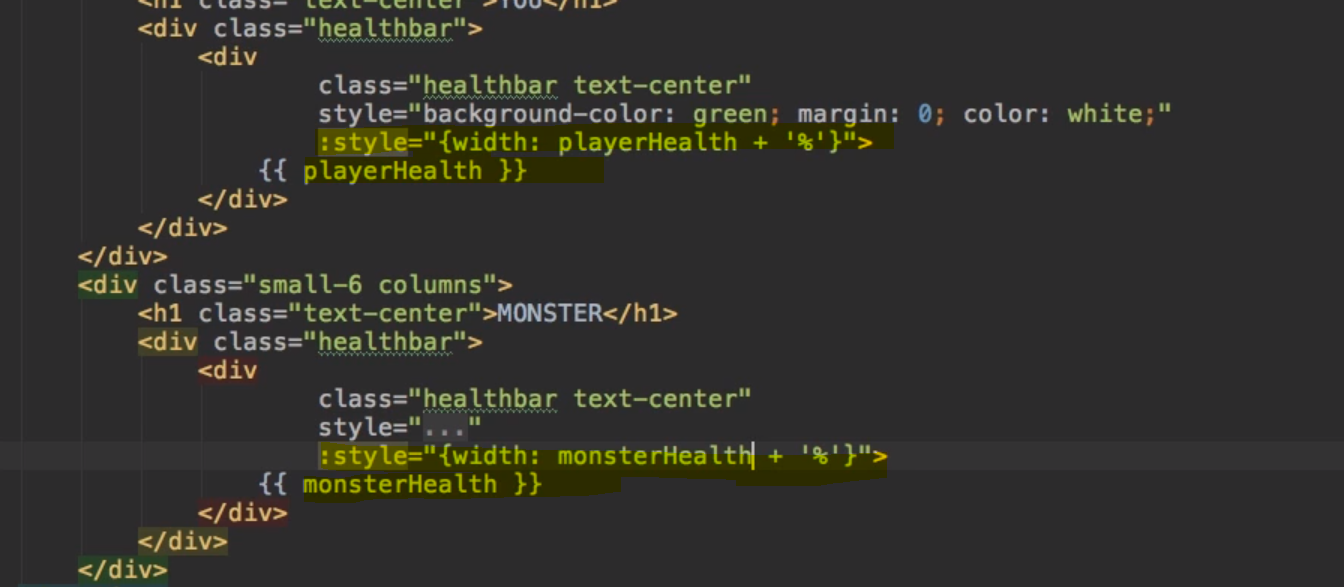 <h1 class="text-center">YOU</h1>
<div class="healthbar">
<div
class="healthbar text-center"
style="background-color: green; margin: 0; color: white;"
:style="{width: playerHealth + '%'}">
{{ playerHealth }}
</div>
</div>
</div>
<div class="small-6 columns">
<h1 class="text-center">MONSTER</h1>
<div class="healthbar">
<div
class="healthbar text-center"
style="..."
:style="{width: monsterHealth + '%'}">
{{ monsterHealth }}
</div>
</div>
</div>